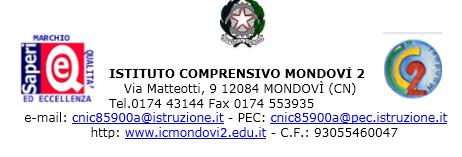 MARCHIO
Saperi
QUALITA'
ED ECCELLENZA
ISTITUTO COMPRENSIVO MONDOVÌ 2
Via Matteotti, 9 12084 MONDOVÌ (CN)
Tel.0174 43144 Fax 0174 553935
e-mail: cnic85900a@istruzione.it - PEC: cnic85900a@pec.istruzione.it
http: www.icmondovi2.edu.it - C.F.: 93055460047